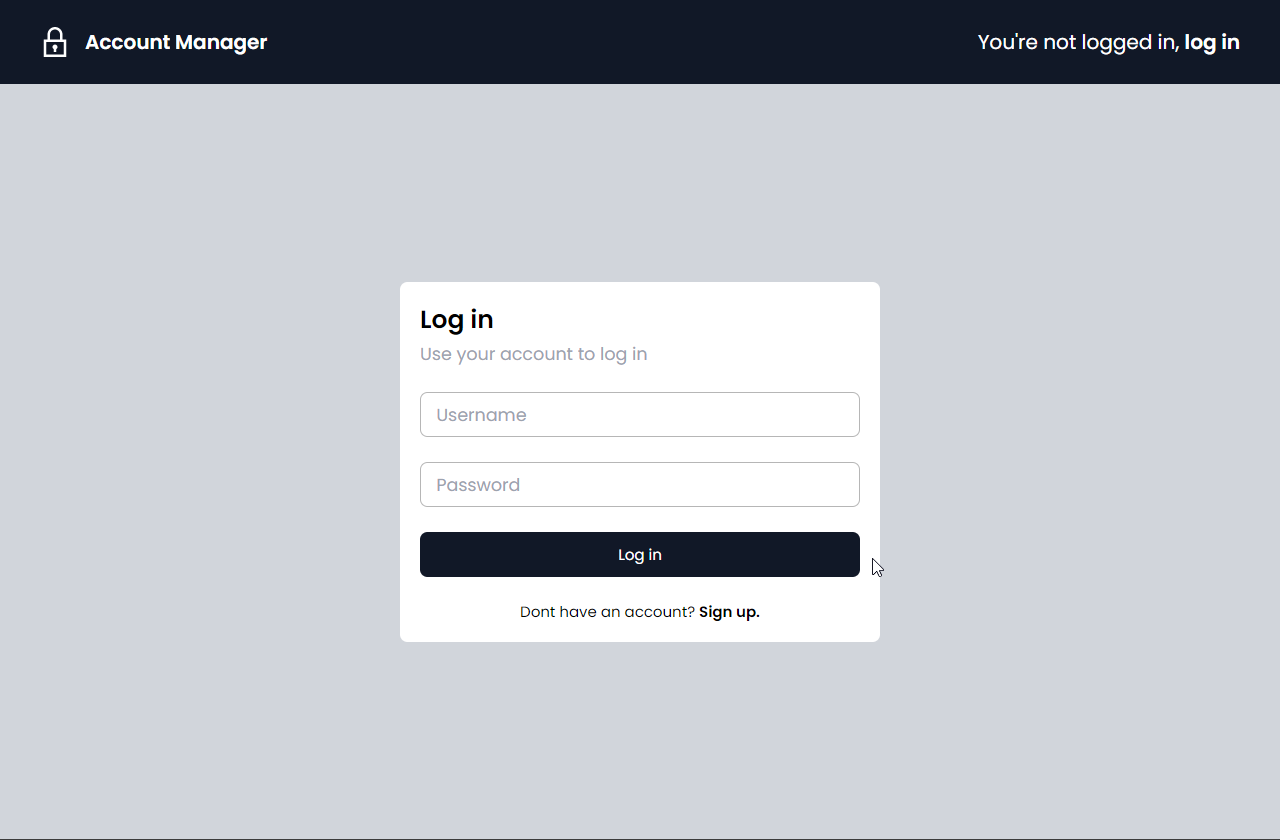 Account Manager
You're not logged in, log in
Log in
Use your account to log in
Username
Password
Log in
Dont have an account? Sign up.